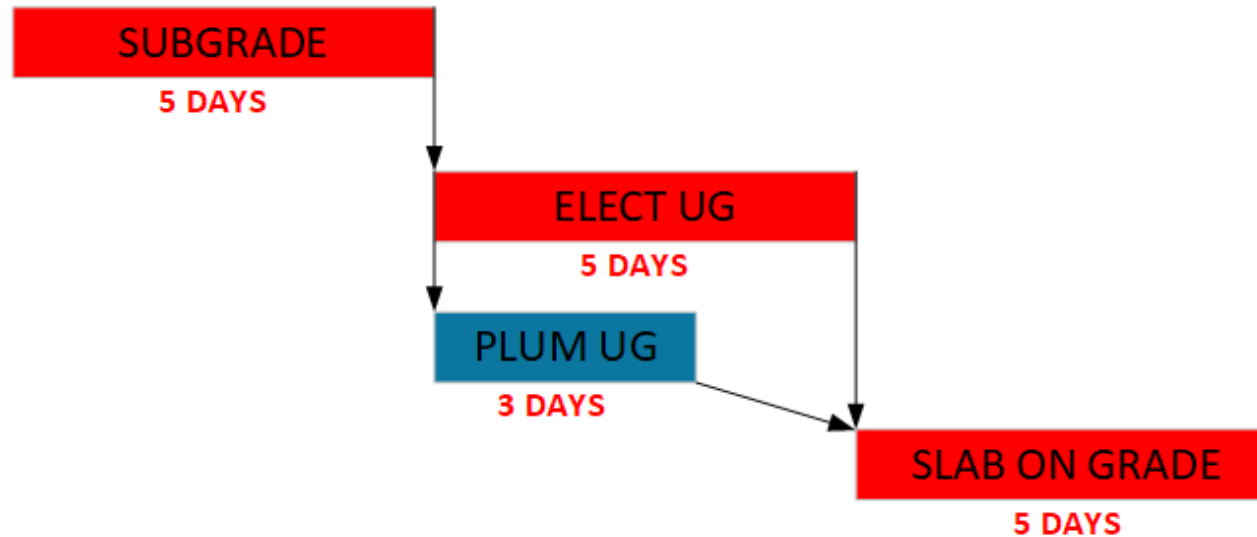 SUBGRADE
5 DAYS
ELECT UG
5 DAYS
PLUM UG
3 DAYS
SLAB ON GRADE
5 DAYS